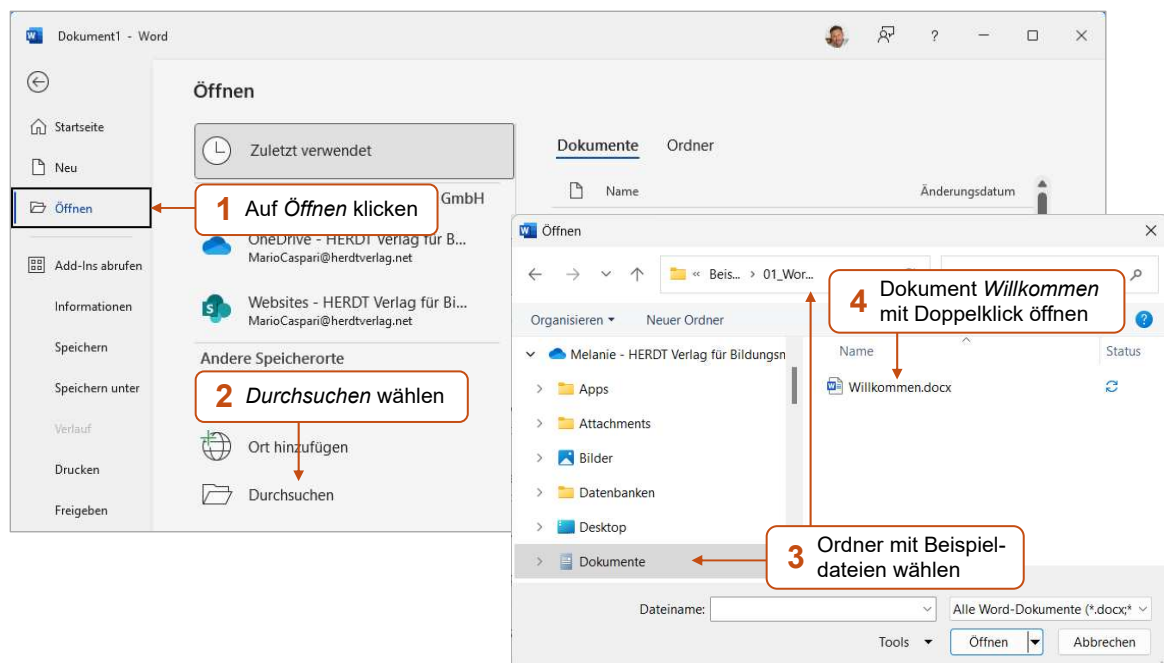 Dokument1 - Word
?
Öffnen
Startseite
Neu
Öffnen
Add-Ins abrufen
Informationen
Speichern
Speichern unter
Verlauf
Drucken
Freigeben
Zuletzt verwendet
GmbH
1 Auf Öffnen klicken
OneDrive - HERDT Verlag für B...
MarioCaspari@herdtverlag.net
Websites - HERDT Verlag für Bi...
MarioCaspari@herdtverlag.net
Andere Speicherorte
2 Durchsuchen wählen
Ort hinzufügen
Durchsuchen
Dokumente Ordner
Name Änderungsdatum
Öffnen
« Beis... › 01_Wor...
4 Dokument Willkommen
mit Doppelklick öffnen
Organisieren Neuer Ordner
?
Melanie - HERDT Verlag für Bildungsn
Apps
Attachments
Bilder
Datenbanken
Desktop
Dokumente
Name Status
Willkommen.docx
3 Ordner mit Beispiel-
dateien wählen
Dateiname: Alle Word-Dokumente (*.docx;*
Tools Öffnen Abbrechen